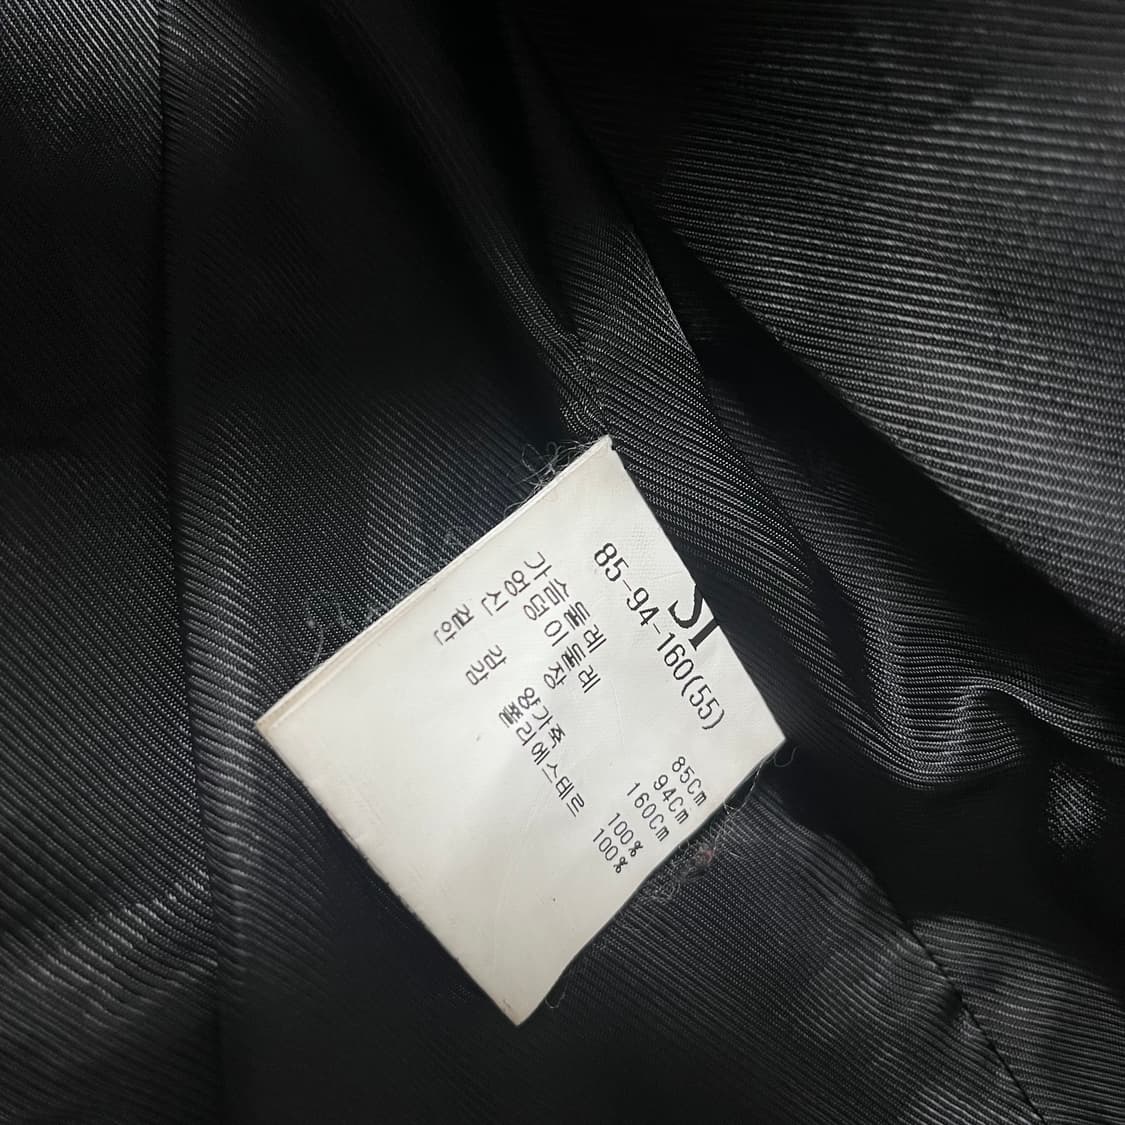 SI
85-94-160(55)
가슴둘레 85Cm
엉덩이둘레 94Cm
신장 160Cm
겉감 양가죽 100%
안감 폴리에스테르 100%